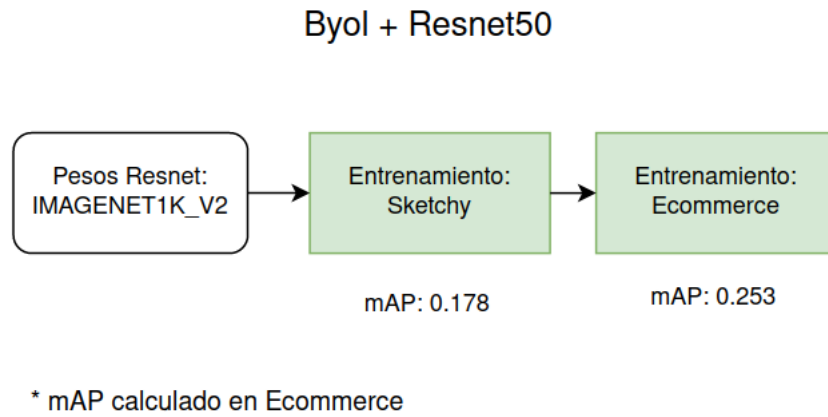 Byol + Resnet50
Pesos Resnet:
IMAGENET1K_V2
Entrenamiento:
Sketchy
Entrenamiento:
Ecommerce
mAP: 0.178
mAP: 0.253
* mAP calculado en Ecommerce